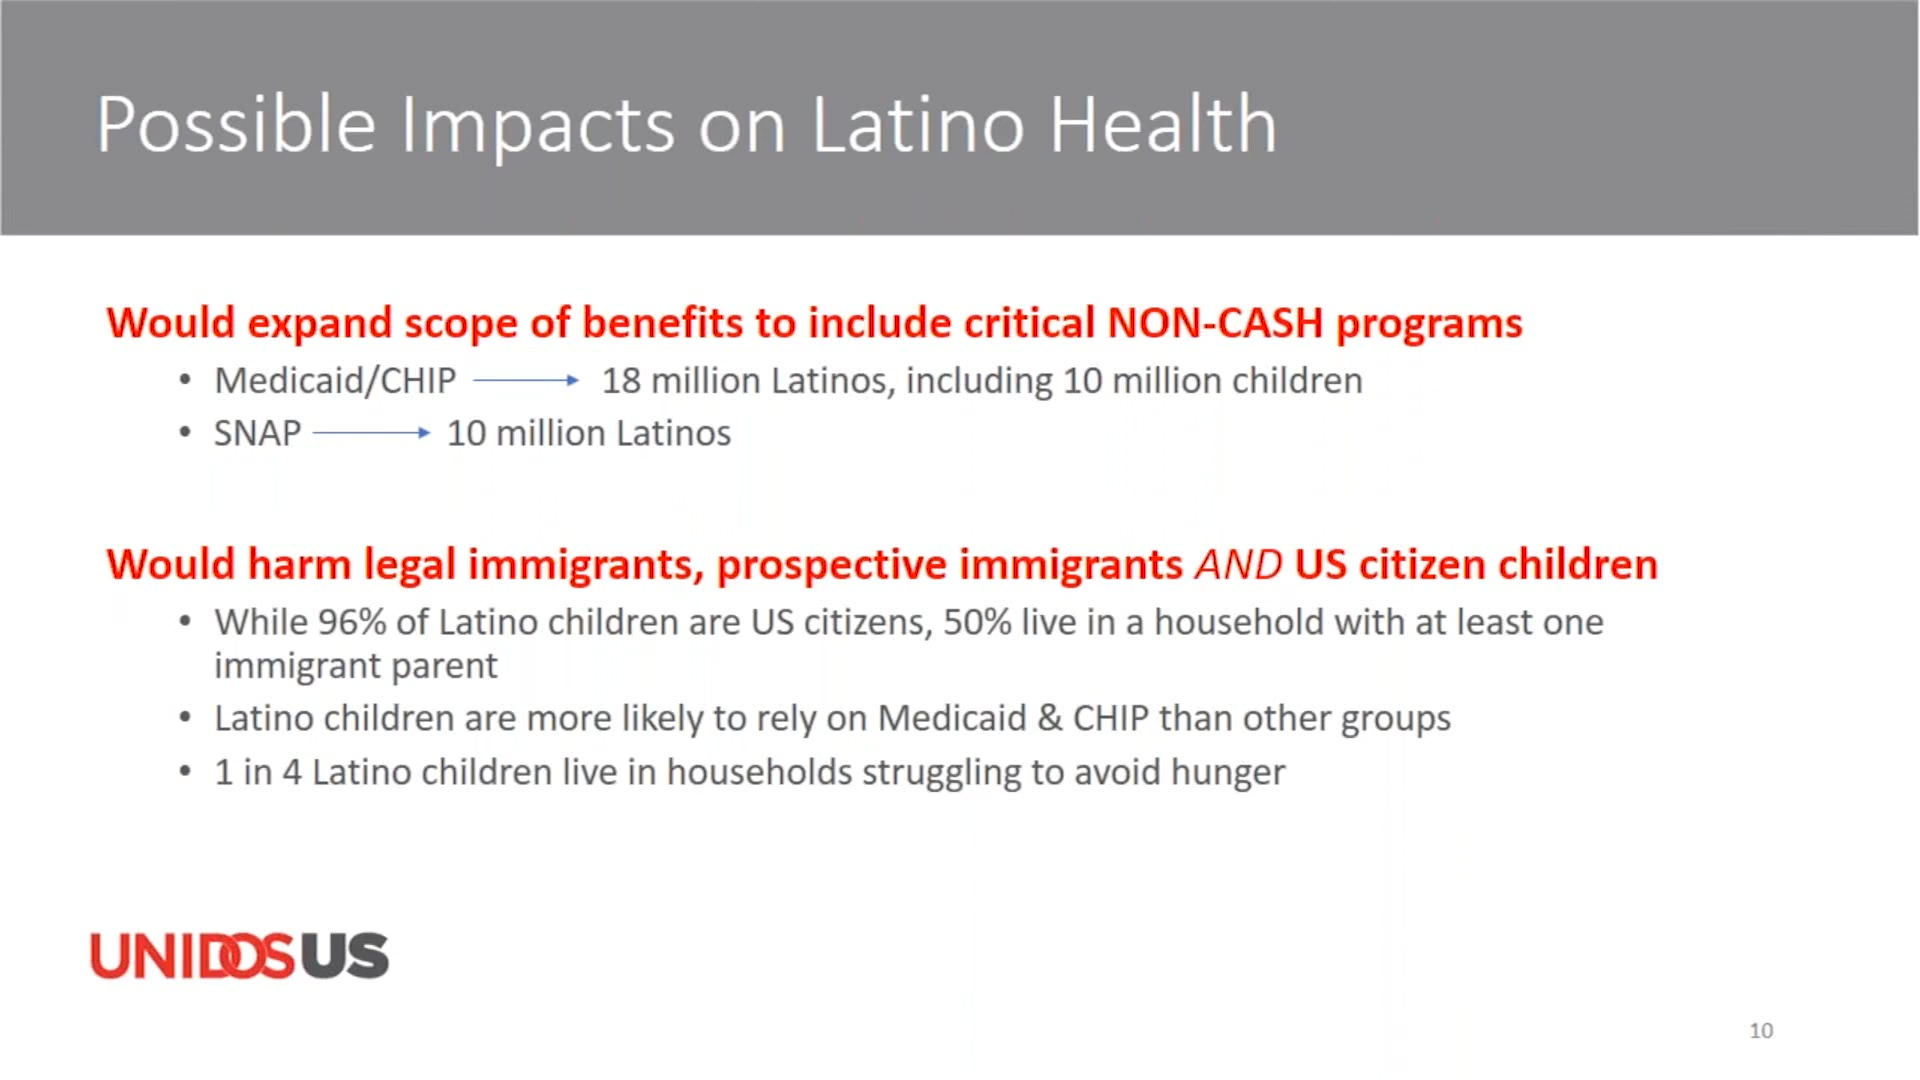 Possible Impacts on Latino Health
Would expand scope of benefits to include critical NON-CASH programs
• Medicaid/CHIP → 18 million Latinos, including 10 million children
• SNAP → 10 million Latinos
Would harm legal immigrants, prospective immigrants AND US citizen children
• While 96% of Latino children are US citizens, 50% live in a household with at least one
immigrant parent
• Latino children are more likely to rely on Medicaid & CHIP than other groups
• 1 in 4 Latino children live in households struggling to avoid hunger
UNIDOSUS
10